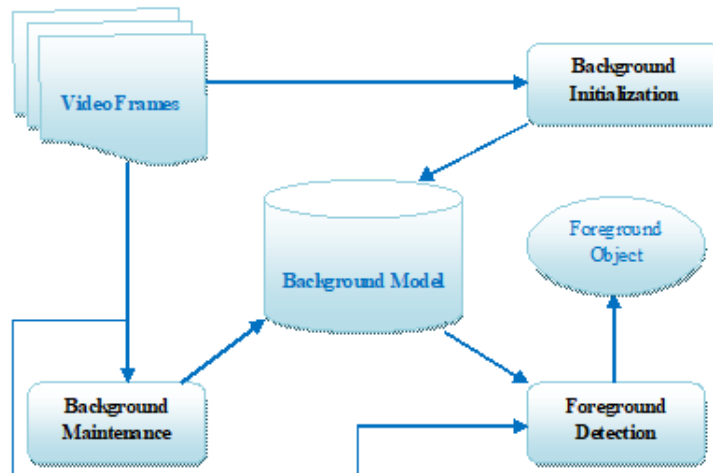 Video Frames
Background
Initialization
Foreground
Object
Background Model
Background
Maintenance
Foreground
Detection